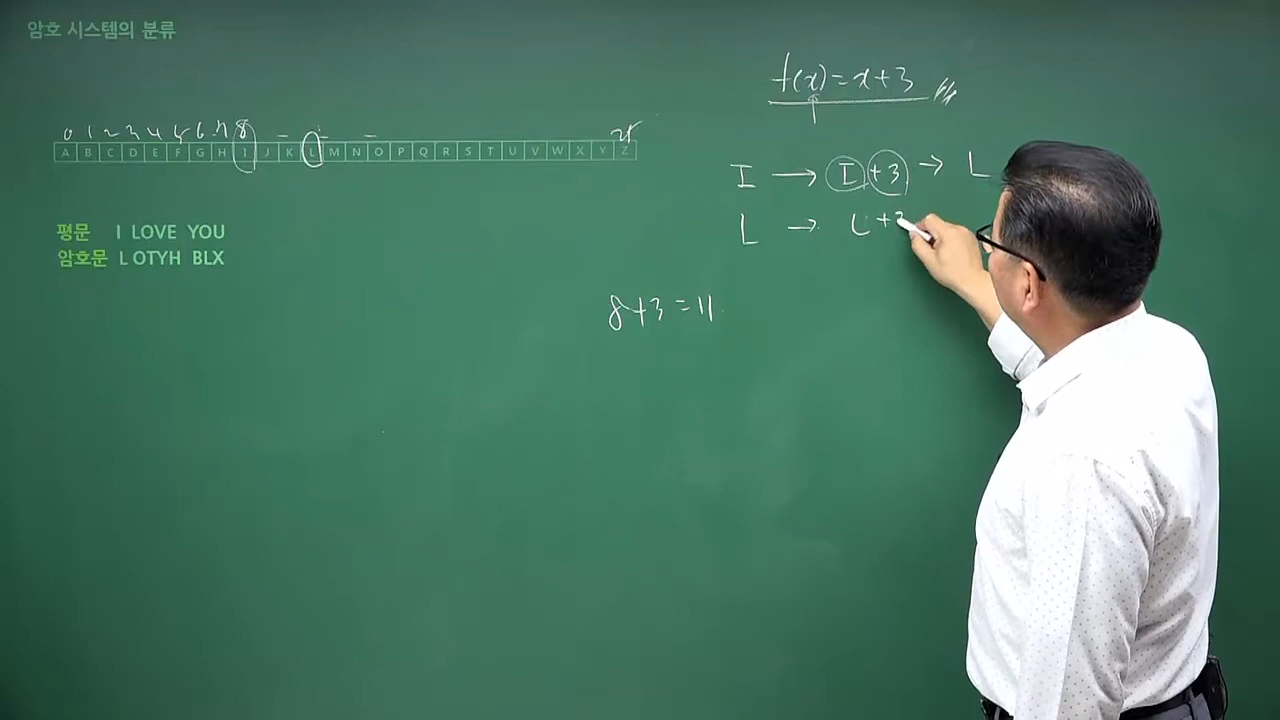 암호 시스템의 분류
f(x)=x+3
0 1 2 3 4 5 6 7 8 25
A B C D E F G H I J K L M N O P Q R S T U V W X Y Z
I → I +3 → L
L → L +3
평문 I LOVE YOU
암호문 L OTYH BLX
8+3=11